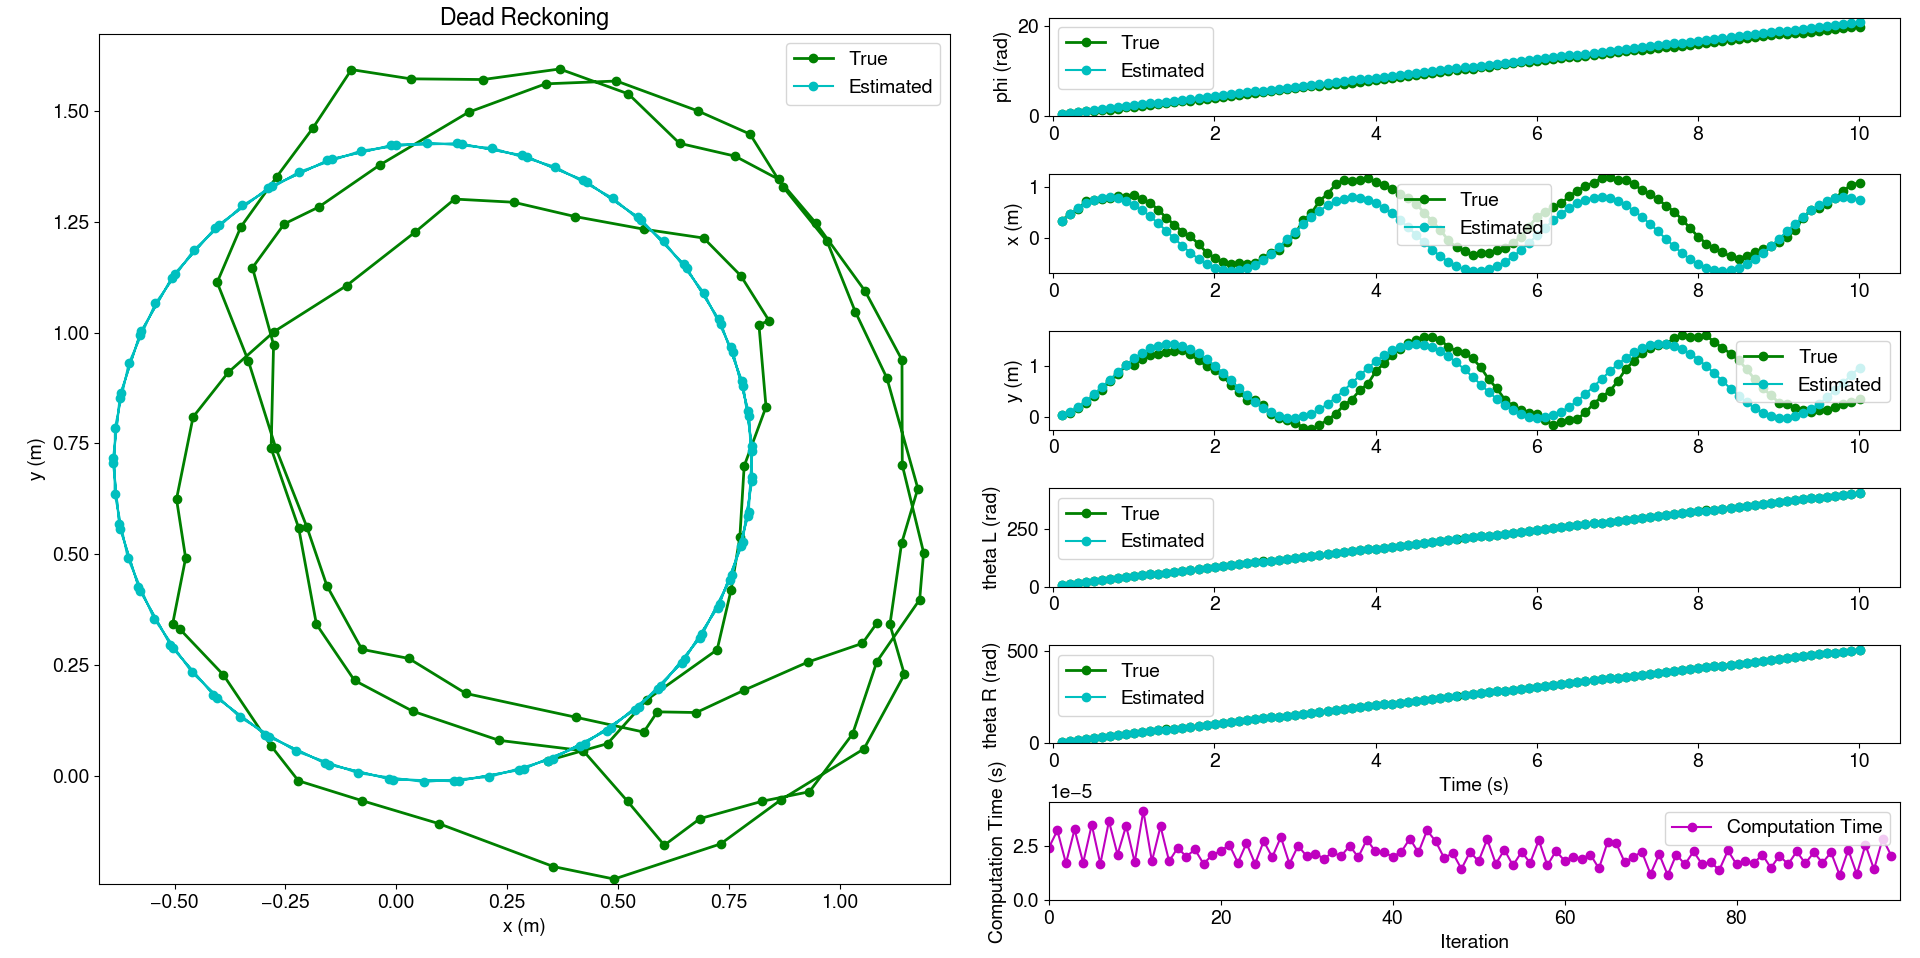 Dead Reckoning
True
Estimated
1.50
1.25
1.00
0.75
0.50
0.25
0.00
y (m)
−0.50 −0.25 0.00 0.25 0.50 0.75 1.00
x (m)
20
0
phi (rad)
True
Estimated
0 2 4 6 8 10
1
0
x (m)
True
Estimated
0 2 4 6 8 10
1
0
y (m)
True
Estimated
0 2 4 6 8 10
250
0
theta L (rad)
True
Estimated
0 2 4 6 8 10
500
0
theta R (rad)
True
Estimated
0 2 4 6 8 10
Time (s)
1e−5
2.5
0.0
Computation Time (s)
Computation Time
0 20 40 60 80
Iteration